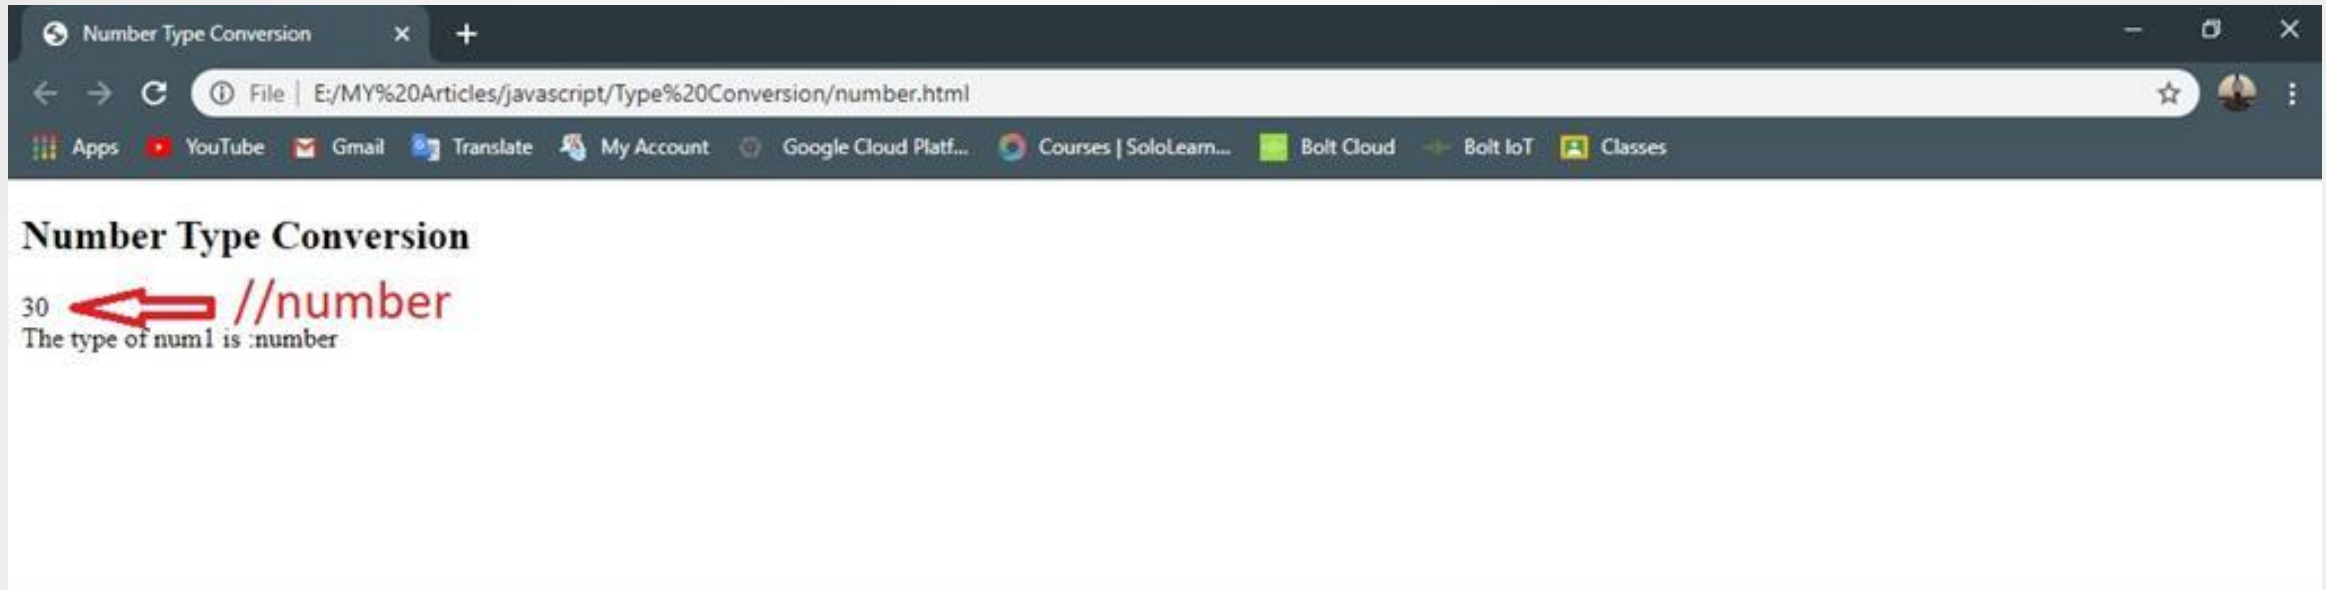 Number Type Conversion
File | E:/MY%20Articles/javascript/Type%20Conversion/number.html
Apps YouTube Gmail Translate My Account Google Cloud Platf... Courses | SoloLearn... Bolt Cloud Bolt IoT Classes
Number Type Conversion
30 //number
The type of num1 is :number